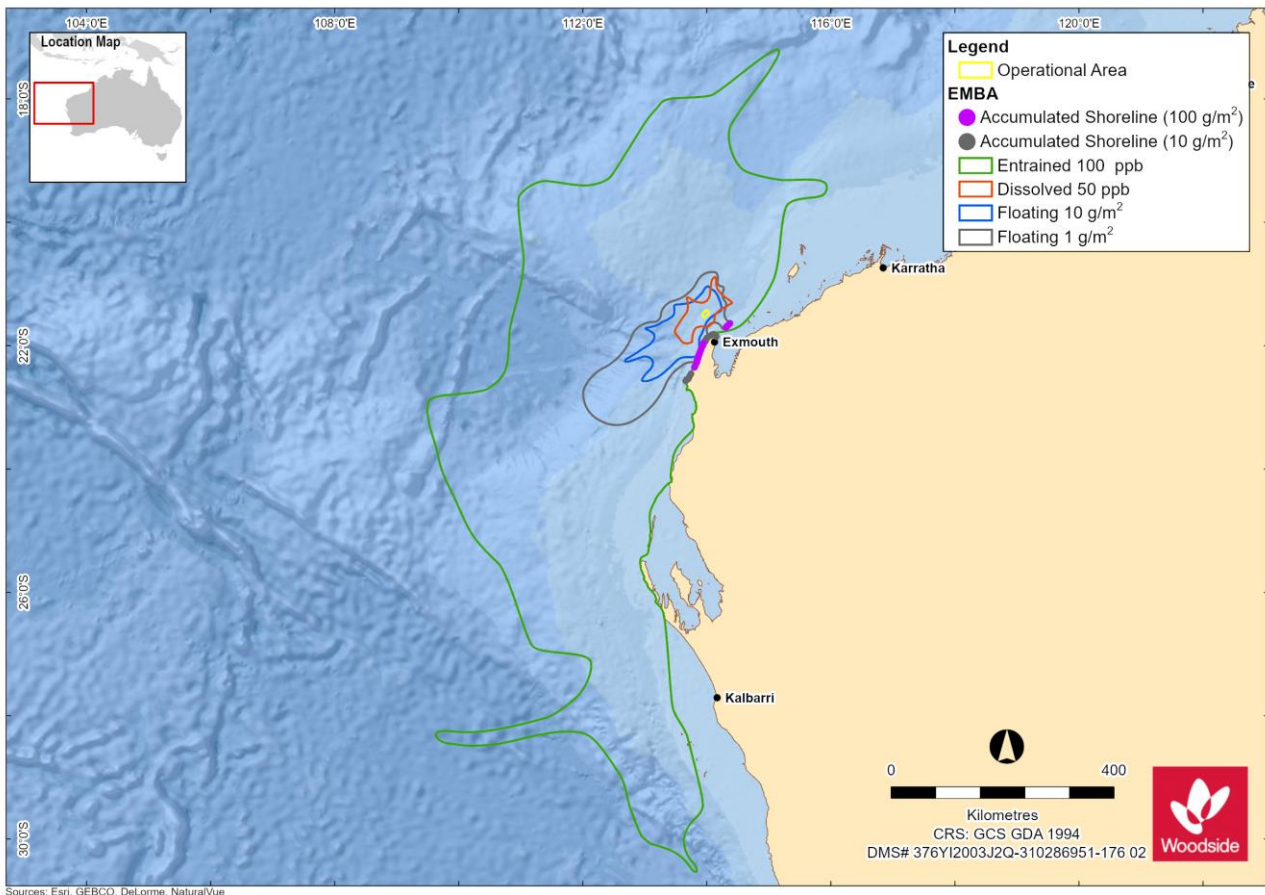 104°0'E
108°0'E
112°0'E
116°0'E
120°0'E
Location Map
18°0'S
22°0'S
26°0'S
30°0'S
Legend
Operational Area
EMBA
Accumulated Shoreline (100 g/m²)
Accumulated Shoreline (10 g/m²)
Entrained 100 ppb
Dissolved 50 ppb
Floating 10 g/m²
Floating 1 g/m²
e
Karratha
Exmouth
Kalbarri
0 400
Kilometres
CRS: GCS GDA 1994
DMS# 376YI2003J2Q-310286951-176 02
Woodside
Sources: Esri, GEBCO, DeLorme, NaturalVue